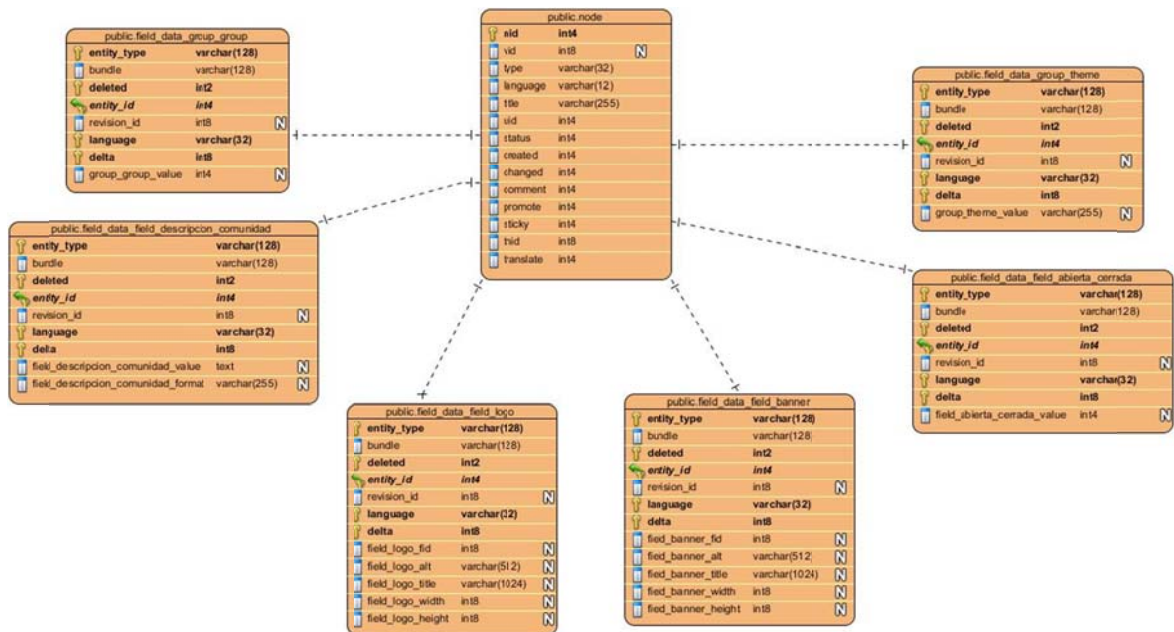 public.node
nid int4
vid int8 N
type varchar(32)
language varchar(12)
title varchar(255)
uid int4
status int4
created int4
changed int4
comment int4
promote int4
sticky int4
tnid int8
translate int4
public.field_data_group_group
entity_type varchar(128)
bundle varchar(128)
deleted int2
entity_id int4
revision_id int8 N
language varchar(32)
delta int8
group_group_value int4 N
public.field_data_group_theme
entity_type varchar(128)
bundle varchar(128)
deleted int2
entity_id int4
revision_id int8 N
language varchar(32)
delta int8
group_theme_value varchar(255) N
public.field_data_field_descripcion_comunidad
entity_type varchar(128)
bundle varchar(128)
deleted int2
entity_id int4
revision_id int8 N
language varchar(32)
delta int8
field_descripcion_comunidad_value text N
field_descripcion_comunidad_format varchar(255) N
public.field_data_field_abierta_cerrada
entity_type varchar(128)
bundle varchar(128)
deleted int2
entity_id int4
revision_id int8 N
language varchar(32)
delta int8
field_abierta_cerrada_value int4 N
public.field_data_field_logo
entity_type varchar(128)
bundle varchar(128)
deleted int2
entity_id int4
revision_id int8 N
language varchar(32)
delta int8
field_logo_fid int8 N
field_logo_alt varchar(512) N
field_logo_title varchar(1024) N
field_logo_width int8 N
field_logo_height int8 N
public.field_data_field_banner
entity_type varchar(128)
bundle varchar(128)
deleted int2
entity_id int4
revision_id int8 N
language varchar(32)
delta int8
field_banner_fid int8 N
field_banner_alt varchar(512) N
field_banner_title varchar(1024) N
field_banner_width int8 N
field_banner_height int8 N